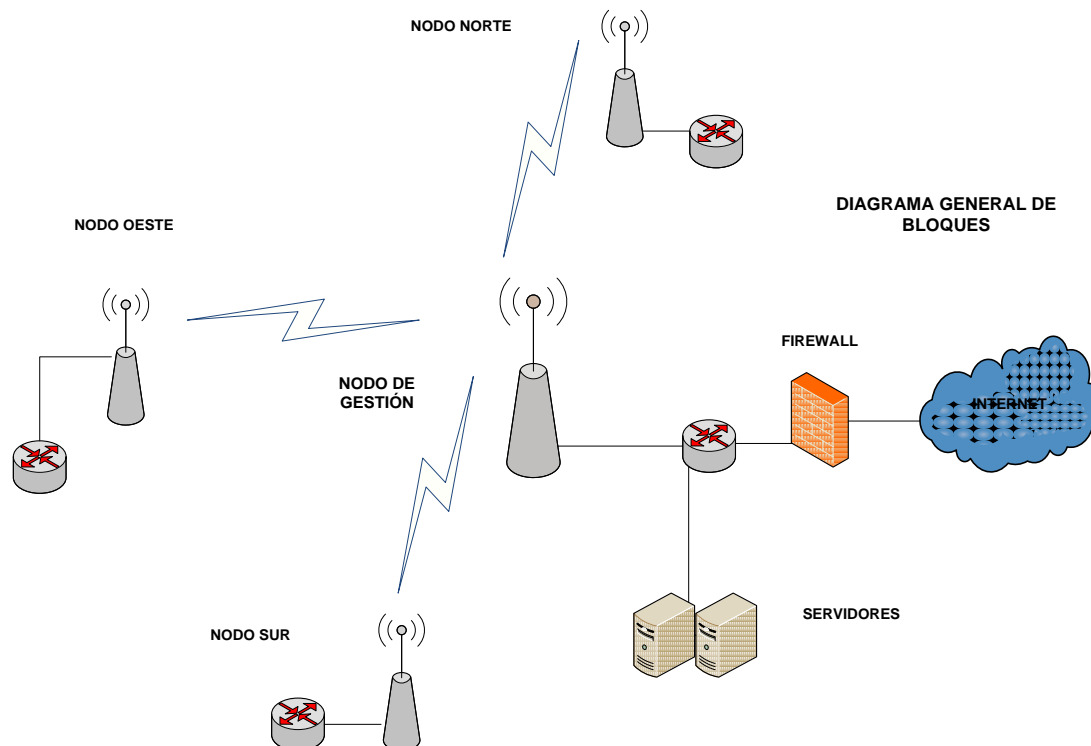 NODO NORTE
DIAGRAMA GENERAL DE
BLOQUES
NODO OESTE
FIREWALL
NODO DE
GESTIÓN
INTERNET
SERVIDORES
NODO SUR